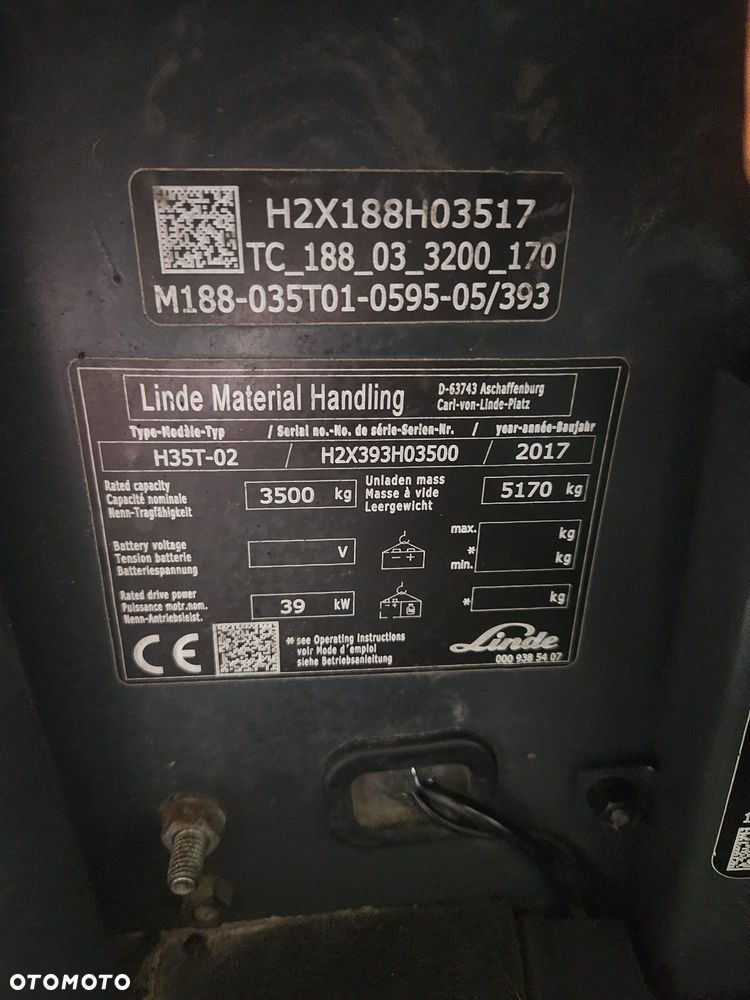 H2X188H03517
TC_188_03_3200_170
M188-035T01-0595-05/393
Linde Material Handling
D-63743 Aschaffenburg
Carl-von-Linde-Platz
Type-Modèle-Typ / Serial no.-No. de série-Serien-Nr. / year-année-Baujahr
H35T-02 / H2X393H03500 / 2017
Rated capacity
Capacité nominale
Nenn-Tragfähigkeit
3500 kg
Unladen mass
Masse à vide
Leergewicht
5170 kg
Battery voltage
Tension batterie
Batteriespannung
V
- +
max. kg
*
min. kg
Rated drive power
Puissance motr.nom.
Nenn-Antriebsleist.
39 kW
- +
* kg
CE
* see Operating Instructions
voir Mode d'emploi
siehe Betriebsanleitung
Linde
000 938 54 07
1
OTOMOTO